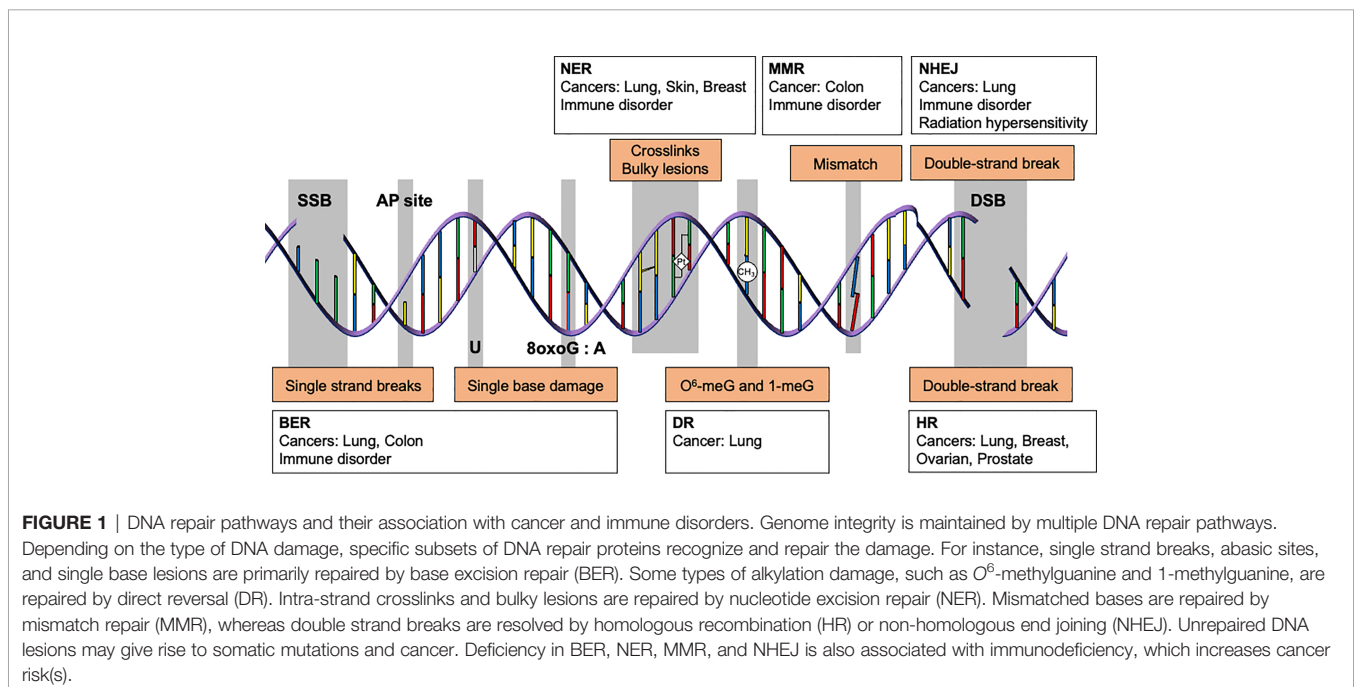 NER
Cancers: Lung, Skin, Breast
Immune disorder
MMR
Cancer: Colon
Immune disorder
NHEJ
Cancers: Lung
Immune disorder
Radiation hypersensitivity
Crosslinks
Bulky lesions
Mismatch
Double-strand break
SSB
AP site
DSB
Pt
CH₃
U
8oxoG : A
Single strand breaks
Single base damage
O⁶-meG and 1-meG
Double-strand break
BER
Cancers: Lung, Colon
Immune disorder
DR
Cancer: Lung
HR
Cancers: Lung, Breast,
Ovarian, Prostate
FIGURE 1 | DNA repair pathways and their association with cancer and immune disorders. Genome integrity is maintained by multiple DNA repair pathways.
Depending on the type of DNA damage, specific subsets of DNA repair proteins recognize and repair the damage. For instance, single strand breaks, abasic sites,
and single base lesions are primarily repaired by base excision repair (BER). Some types of alkylation damage, such as O⁶-methylguanine and 1-methylguanine, are
repaired by direct reversal (DR). Intra-strand crosslinks and bulky lesions are repaired by nucleotide excision repair (NER). Mismatched bases are repaired by
mismatch repair (MMR), whereas double strand breaks are resolved by homologous recombination (HR) or non-homologous end joining (NHEJ). Unrepaired DNA
lesions may give rise to somatic mutations and cancer. Deficiency in BER, NER, MMR, and NHEJ is also associated with immunodeficiency, which increases cancer
risk(s).